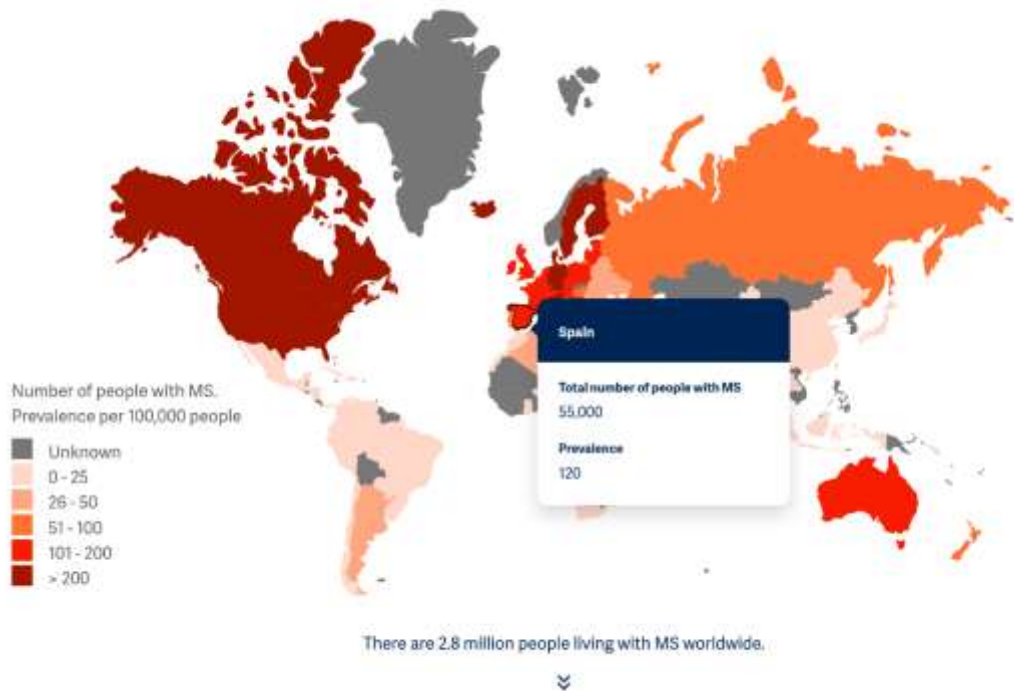 Spain
Total number of people with MS
55,000
Prevalence
120
Number of people with MS.
Prevalence per 100,000 people
Unknown
0 - 25
26 - 50
51 - 100
101 - 200
> 200
There are 2.8 million people living with MS worldwide.